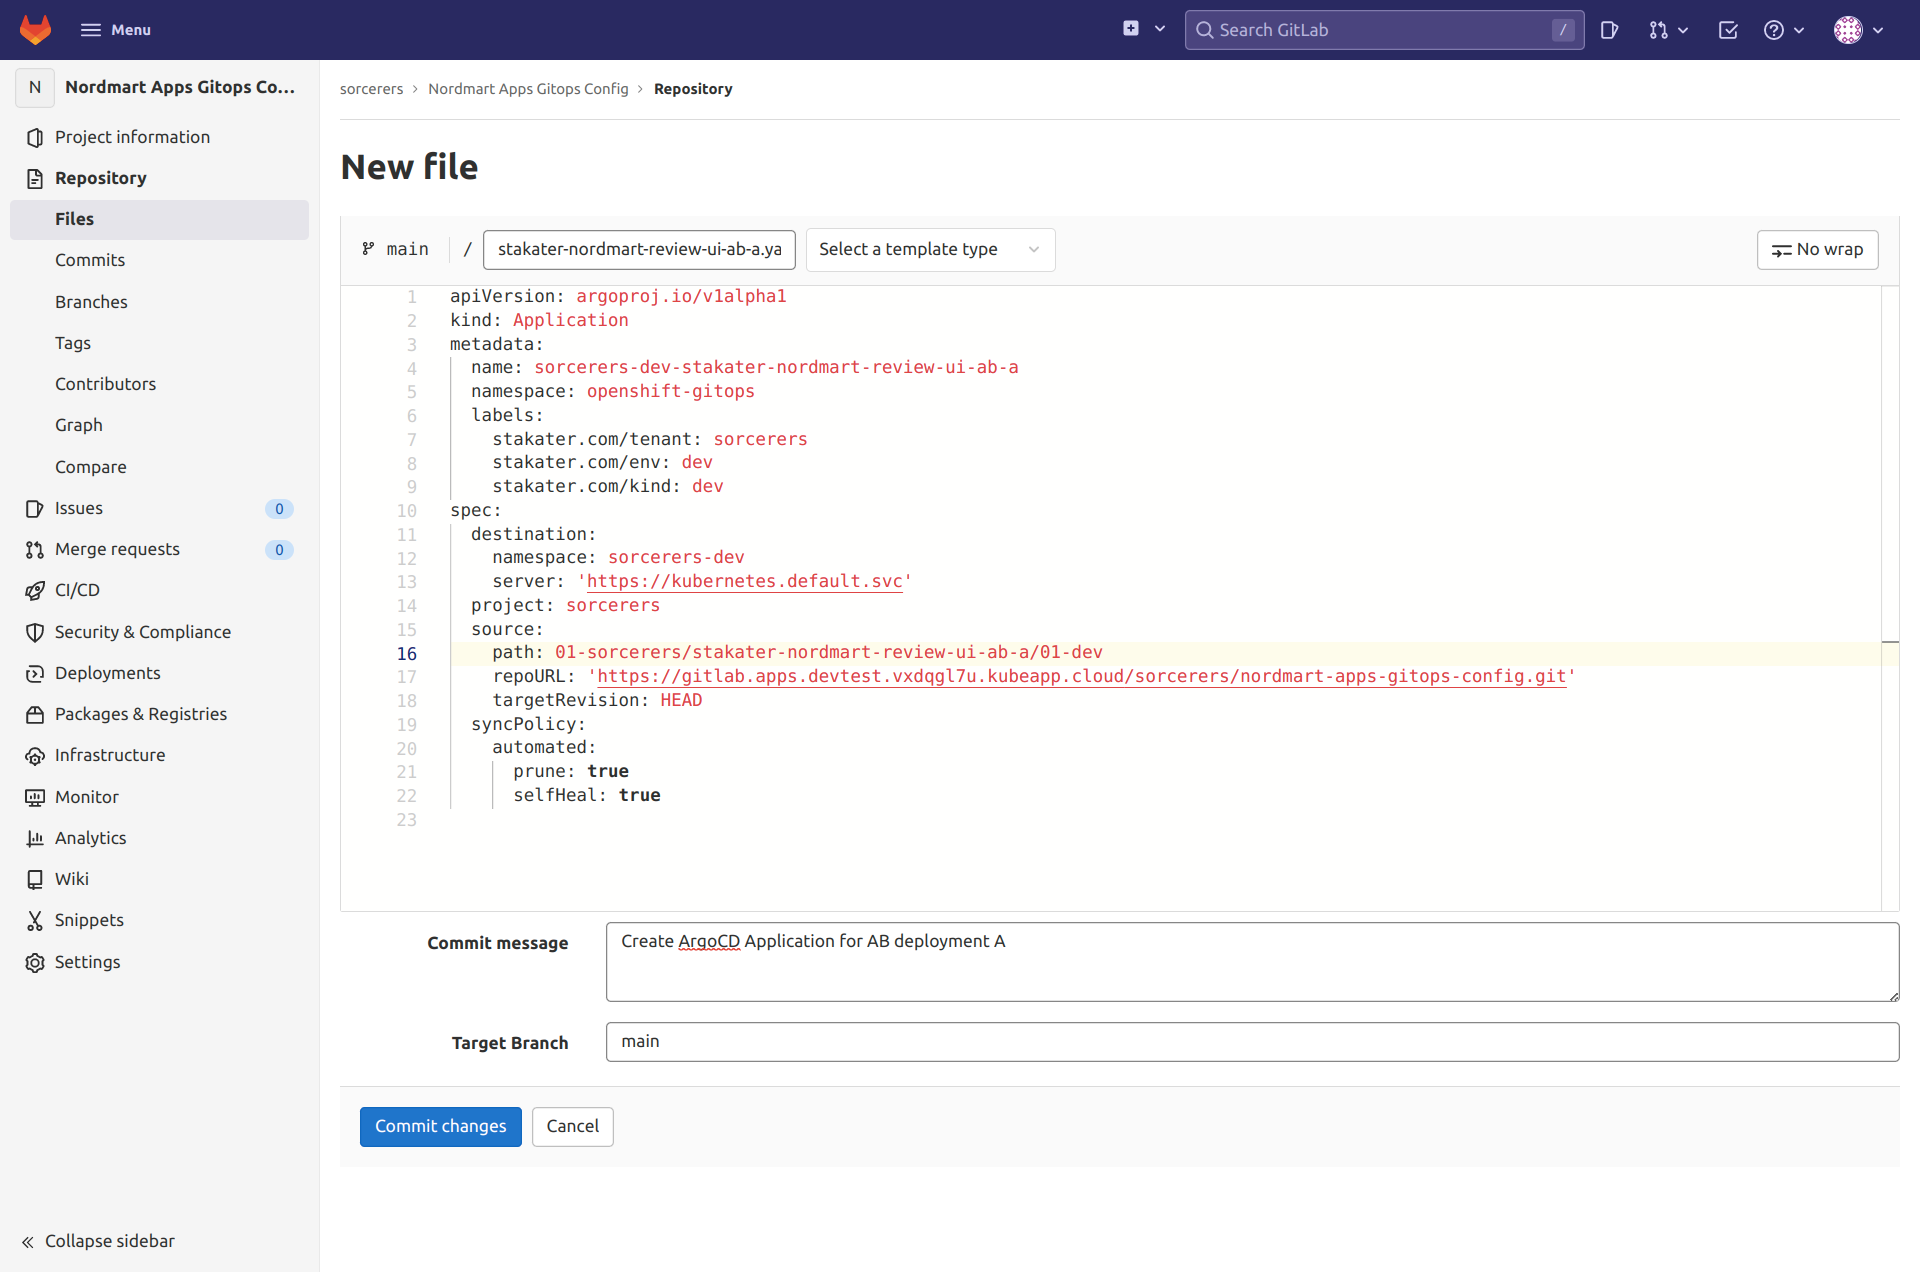 Menu
Search GitLab
/
N
Nordmart Apps Gitops Co...
Project information
Repository
Files
Commits
Branches
Tags
Contributors
Graph
Compare
Issues 0
Merge requests 0
CI/CD
Security & Compliance
Deployments
Packages & Registries
Infrastructure
Monitor
Analytics
Wiki
Snippets
Settings
Collapse sidebar
sorcerers › Nordmart Apps Gitops Config › Repository
New file
main / stakater-nordmart-review-ui-ab-a.ya Select a template type No wrap
1 apiVersion: argoproj.io/v1alpha1
2 kind: Application
3 metadata:
4 name: sorcerers-dev-stakater-nordmart-review-ui-ab-a
5 namespace: openshift-gitops
6 labels:
7 stakater.com/tenant: sorcerers
8 stakater.com/env: dev
9 stakater.com/kind: dev
10 spec:
11 destination:
12 namespace: sorcerers-dev
13 server: 'https://kubernetes.default.svc'
14 project: sorcerers
15 source:
16 path: 01-sorcerers/stakater-nordmart-review-ui-ab-a/01-dev
17 repoURL: 'https://gitlab.apps.devtest.vxdqgl7u.kubeapp.cloud/sorcerers/nordmart-apps-gitops-config.git'
18 targetRevision: HEAD
19 syncPolicy:
20 automated:
21 prune: true
22 selfHeal: true
23
Commit message
Create ArgoCD Application for AB deployment A
Target Branch
main
Commit changes
Cancel